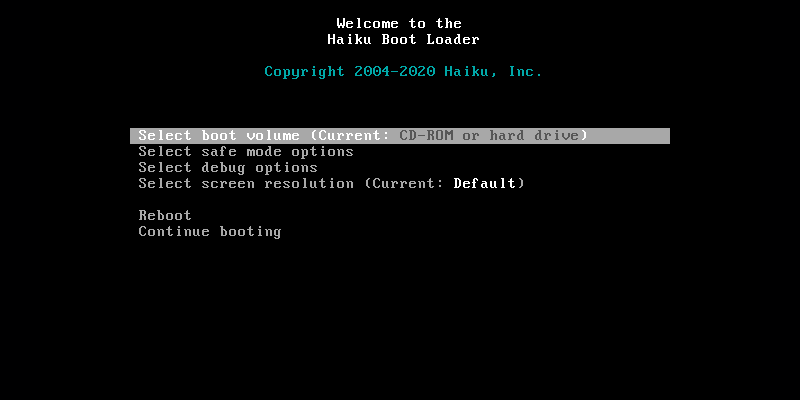 Welcome to the
Haiku Boot Loader
Copyright 2004-2020 Haiku, Inc.
Select boot volume (Current: CD-ROM or hard drive)
Select safe mode options
Select debug options
Select screen resolution (Current: Default)
Reboot
Continue booting